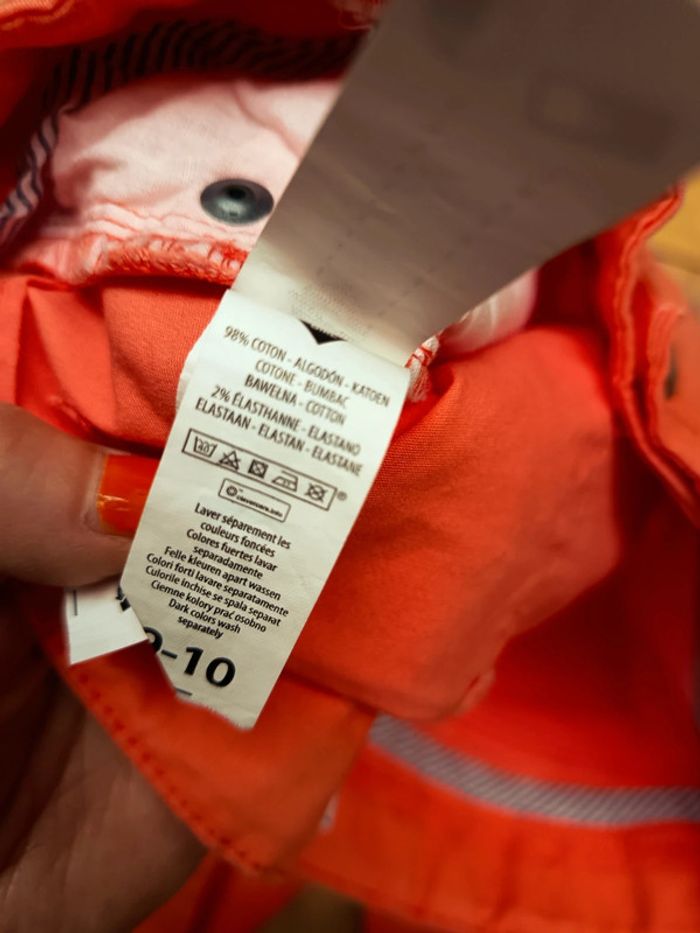 98% COTON - ALGODÓN - KATOEN
COTONE - BUMBAC
BAWEŁNA - COTTON
2% ÉLASTHANNE - ELASTANO
ELASTAAN - ELASTAN - ELASTANE
clevercare.info
Laver séparément les
couleurs foncées
Colores fuertes lavar
separadamente
Felle kleuren apart wassen
Colori forti lavare separatamente
Culorile inchise se spala separat
Ciemne kolory prać osobno
Dark colors wash
separately
-10